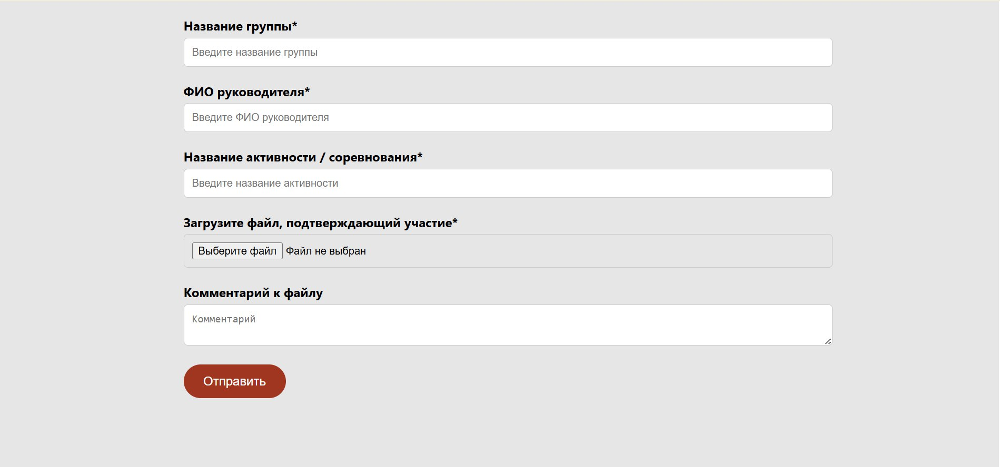 Название группы*
Введите название группы
ФИО руководителя*
Введите ФИО руководителя
Название активности / соревнования*
Введите название активности
Загрузите файл, подтверждающий участие*
Выберите файл Файл не выбран
Комментарий к файлу
Комментарий
Отправить